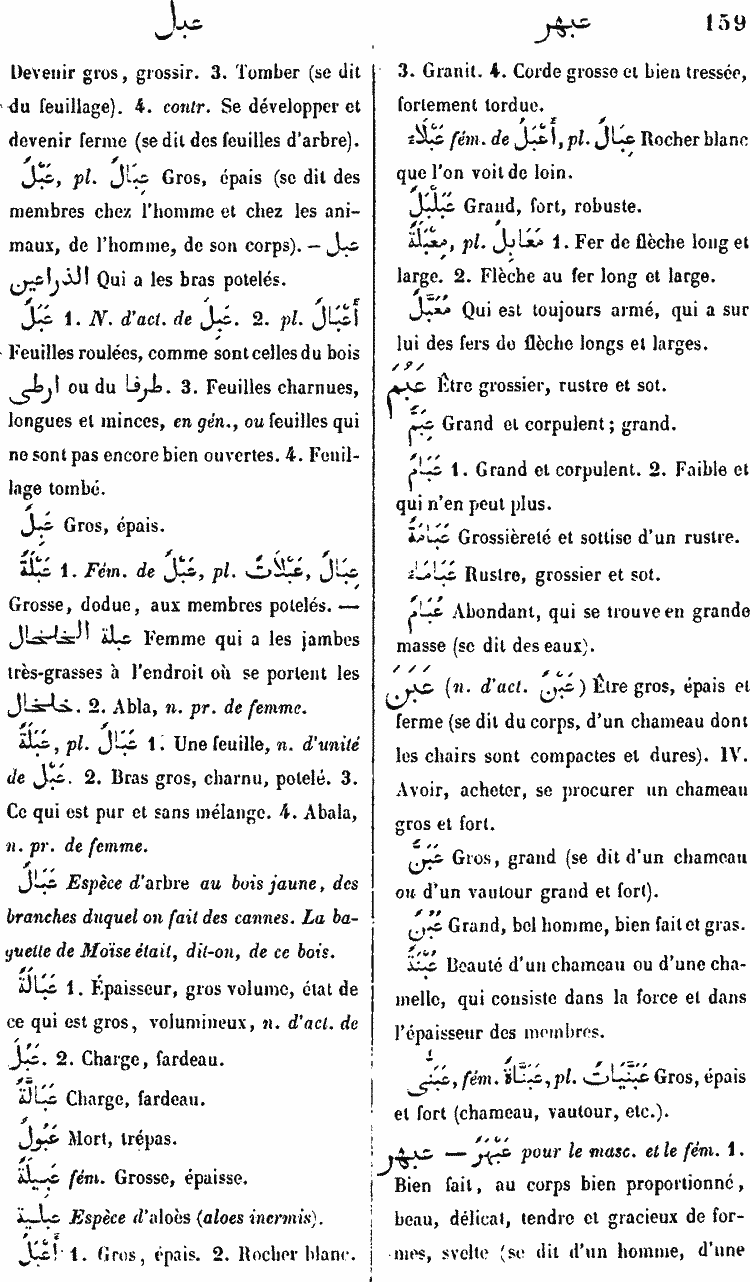 عبل
عبهر
159
Devenir gros, grossir. 3. Tomber (se dit
du feuillage). 4. contr. Se développer et
devenir ferme (se dit des feuilles d'arbre).
عَبْلٌ, pl. عِبَالٌ Gros, épais (se dit des
membres chez l'homme et chez les ani-
maux, de l'homme, de son corps). — عبل
الذراعين Qui a les bras potelés.
عَبَلٌ 1. N. d'act. de عَبِلَ. 2. pl. أَعْبَالٌ
Feuilles roulées, comme sont celles du bois
ارطى ou du طرفا. 3. Feuilles charnues,
longues et minces, en gén., ou feuilles qui
ne sont pas encore bien ouvertes. 4. Feuil-
lage tombé.
عَبِلٌ Gros, épais.
عَبْلَةٌ 1. Fém. de عَبْلٌ, pl. عَبْلَاتٌ, عِبَالٌ
Grosse, dodue, aux membres potelés. —
عبلة الخلخال Femme qui a les jambes
très-grasses à l'endroit où se portent les
خلخال. 2. Abla, n. pr. de femme.
عَبَلَةٌ, pl. عَبَالٌ 1. Une feuille, n. d'unité
de عَبَلٌ. 2. Bras gros, charnu, potelé. 3.
Ce qui est pur et sans mélange. 4. Abala,
n. pr. de femme.
عَبَالٌ Espèce d'arbre au bois jaune, des
branches duquel on fait des cannes. La ba-
guette de Moïse était, dit-on, de ce bois.
عَبَالَةٌ 1. Épaisseur, gros volume, état de
ce qui est gros, volumineux, n. d'act. de
عَبُلَ. 2. Charge, fardeau.
عَبَالَّةٌ Charge, fardeau.
عَبُولٌ Mort, trépas.
عَبِيلَةٌ fém. Grosse, épaisse.
عبلية Espèce d'aloès (aloes inermis).
أَعْبَلُ 1. Gros, épais. 2. Rocher blanc.
3. Granit. 4. Corde grosse et bien tressée,
fortement tordue.
عَبْلَاءُ fém. de أَعْبَلُ, pl. عِبَالٌ Rocher blanc
que l'on voit de loin.
عَبَلْبَلٌ Grand, fort, robuste.
مِعْبَلَةٌ, pl. مَعَابِلُ 1. Fer de flèche long et
large. 2. Flèche au fer long et large.
مُعَبَّلٌ Qui est toujours armé, qui a sur
lui des fers de flèche longs et larges.
عَبُمَ Être grossier, rustre et sot.
عِبَمٌّ Grand et corpulent; grand.
عَبَامٌ 1. Grand et corpulent. 2. Faible et
qui n'en peut plus.
عَبَامَةٌ Grossièreté et sottise d'un rustre.
عَبَامَاءُ Rustre, grossier et sot.
عُبَامٌ Abondant, qui se trouve en grande
masse (se dit des eaux).
عَبَنَ (n. d'act. عَبْنٌ) Être gros, épais et
ferme (se dit du corps, d'un chameau dont
les chairs sont compactes et dures). IV.
Avoir, acheter, se procurer un chameau
gros et fort.
عَبَنٌّ Gros, grand (se dit d'un chameau
ou d'un vautour grand et fort).
عُبُنٌ Grand, bel homme, bien fait et gras.
عُبْنَةٌ Beauté d'un chameau ou d'une cha-
melle, qui consiste dans la force et dans
l'épaisseur des membres.
عَبَنَّى, fém. عَبَنَّاةٌ, pl. عَبَنَّيَاتٌ Gros, épais
et fort (chameau, vautour, etc.).
عبهر — عَبْهَرٌ pour le masc. et le fém. 1.
Bien fait, au corps bien proportionné,
beau, délicat, tendre et gracieux de for-
mes, svelte (se dit d'un homme, d'une